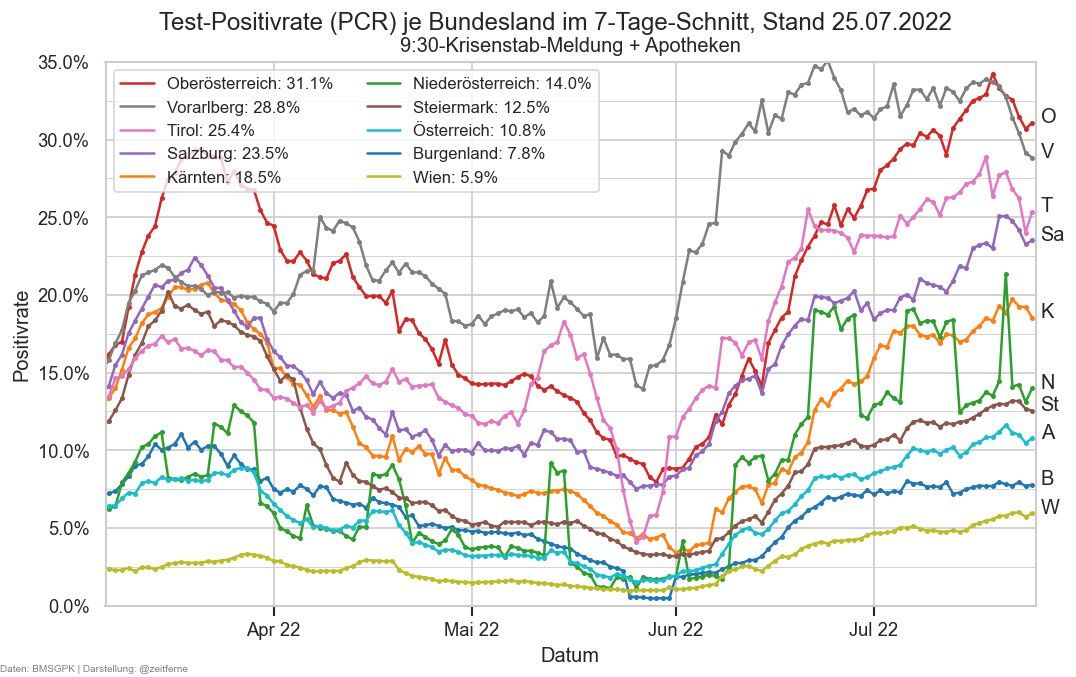 Test-Positivrate (PCR) je Bundesland im 7-Tage-Schnitt, Stand 25.07.2022
9:30-Krisenstab-Meldung + Apotheken
Positivrate
35.0%
30.0%
25.0%
20.0%
15.0%
10.0%
5.0%
0.0%
Oberösterreich: 31.1%
Vorarlberg: 28.8%
Tirol: 25.4%
Salzburg: 23.5%
Kärnten: 18.5%
Niederösterreich: 14.0%
Steiermark: 12.5%
Österreich: 10.8%
Burgenland: 7.8%
Wien: 5.9%
O
V
T
Sa
K
N
St
A
B
W
Apr 22
Mai 22
Jun 22
Jul 22
Datum
Daten: BMSGPK | Darstellung: @zeitferne